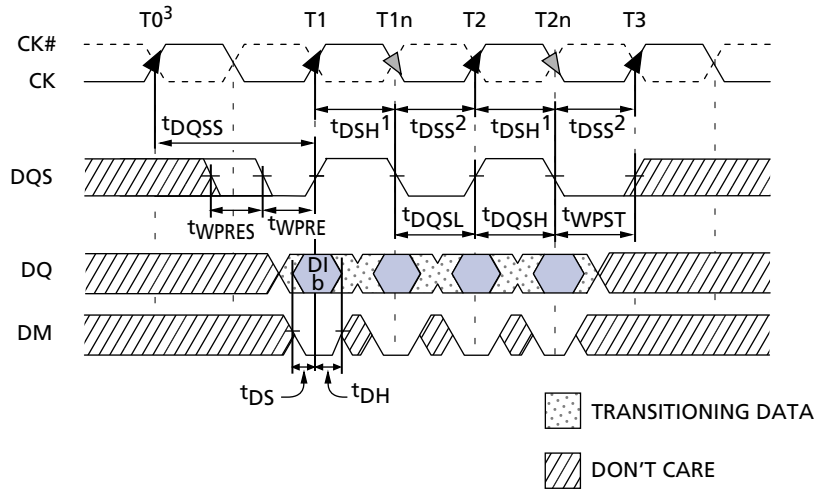 T0³ T1 T1n T2 T2n T3
CK#
CK
tDSH¹ tDSS² tDSH¹ tDSS²
tDQSS
DQS
tDQSL tDQSH tWPST
tWPRES tWPRE
DQ
DI
b
DM
tDS tDH
TRANSITIONING DATA
DON'T CARE